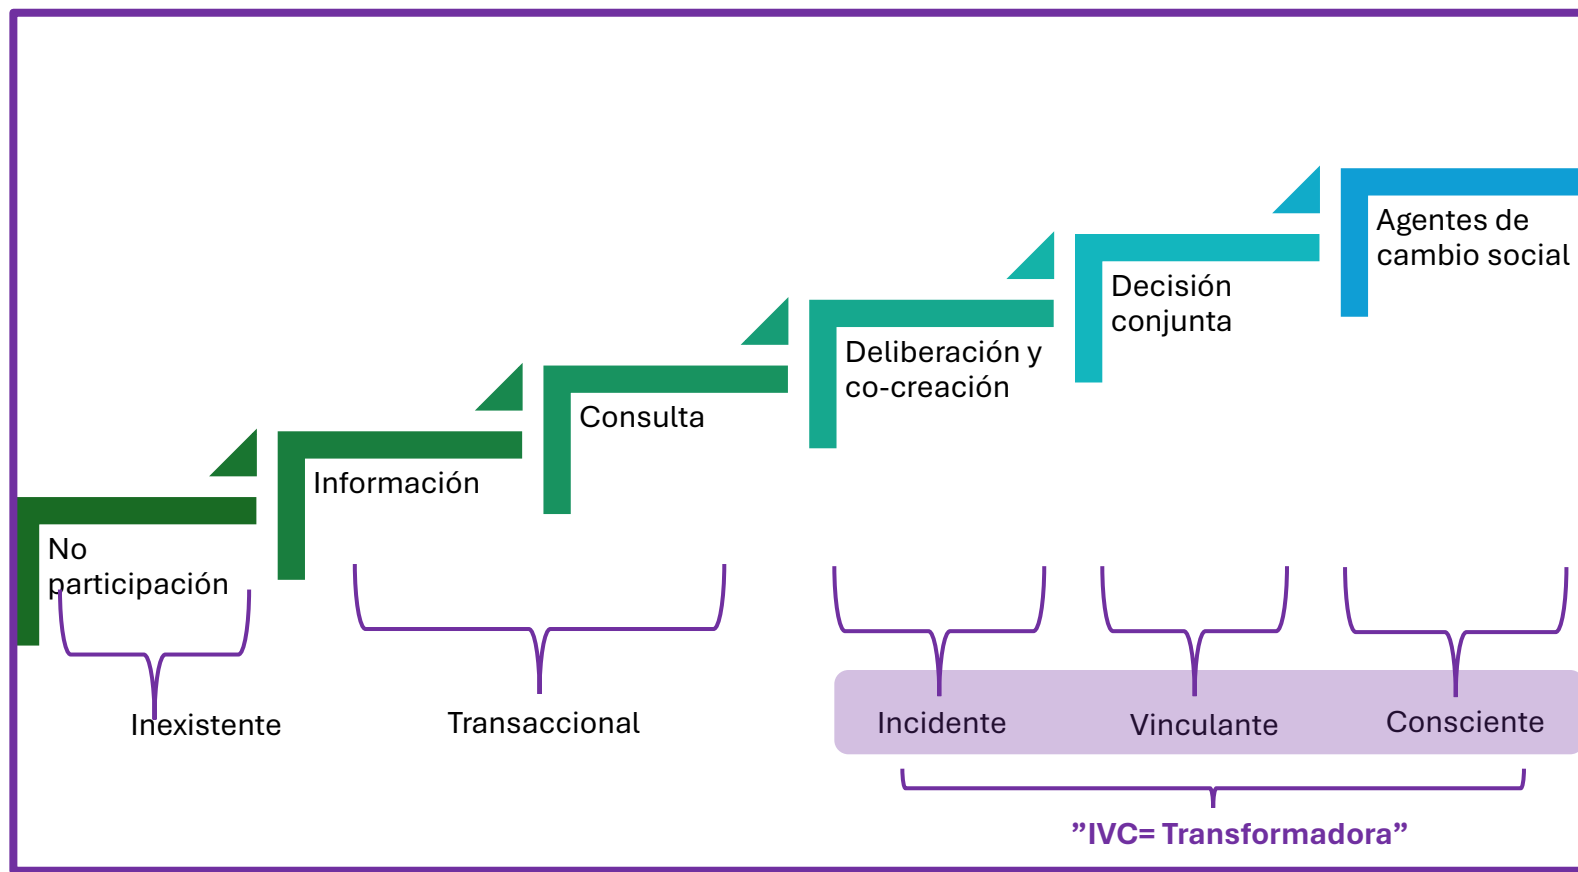 No
participación
Información
Consulta
Deliberación y
co-creación
Decisión
conjunta
Agentes de
cambio social
Inexistente
Transaccional
Incidente
Vinculante
Consciente
”IVC= Transformadora”